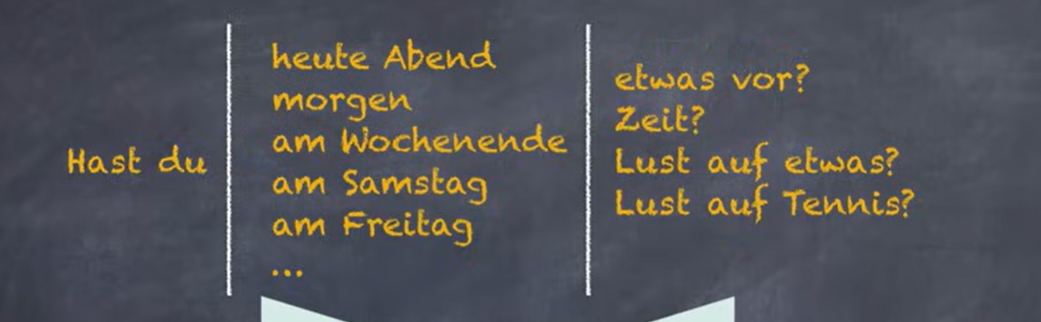 Hast du
heute Abend
morgen
am Wochenende
am Samstag
am Freitag
...
etwas vor?
Zeit?
Lust auf etwas?
Lust auf Tennis?